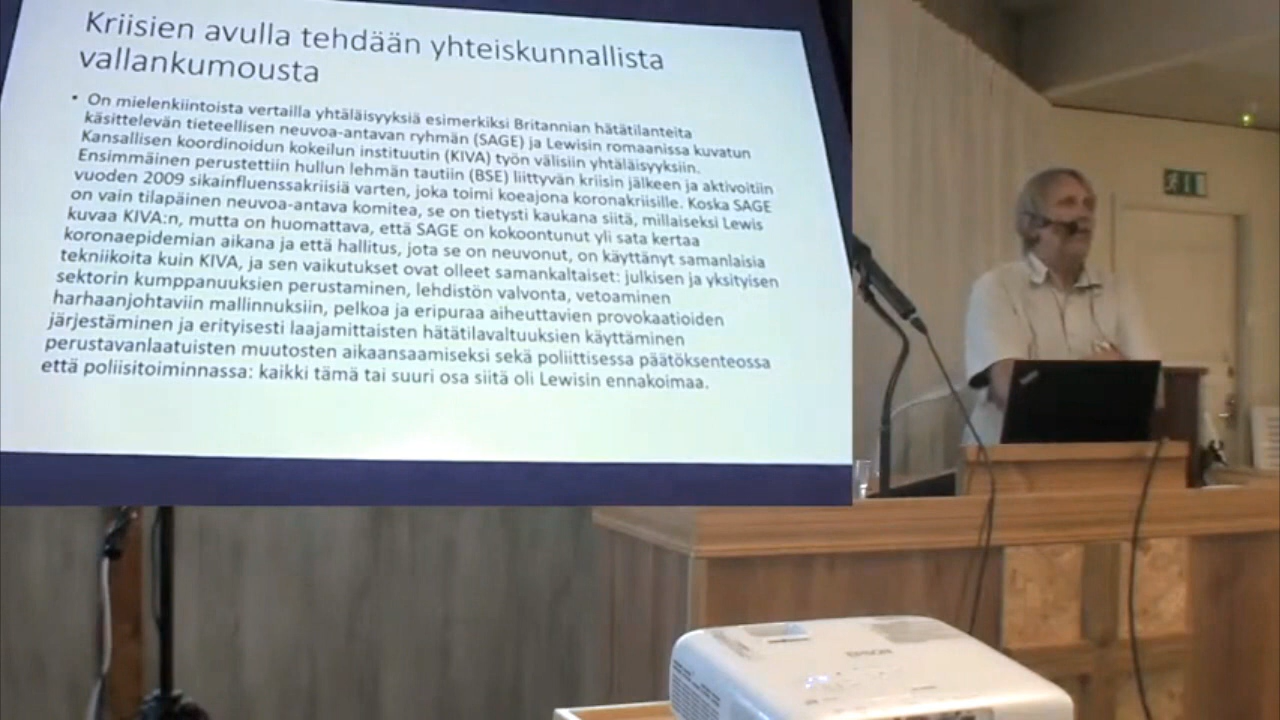 Kriisien avulla tehdään yhteiskunnallista
vallankumousta
• On mielenkiintoista vertailla yhtäläisyyksiä esimerkiksi Britannian hätätilanteita
käsittelevän tieteellisen neuvoa-antavan ryhmän (SAGE) ja Lewisin romaanissa kuvatun
Kansallisen koordinoidun kokeilun instituutin (KIVA) työn välisiin yhtäläisyyksiin.
Ensimmäinen perustettiin hullun lehmän tautiin (BSE) liittyvän kriisin jälkeen ja aktivoitiin
vuoden 2009 sikainfluenssakriisiä varten, joka toimi koeajona koronakriisille. Koska SAGE
on vain tilapäinen neuvoa-antava komitea, se on tietysti kaukana siitä, millaiseksi Lewis
kuvaa KIVA:n, mutta on huomattava, että SAGE on kokoontunut yli sata kertaa
koronaepidemian aikana ja että hallitus, jota se on neuvonut, on käyttänyt samanlaisia
tekniikoita kuin KIVA, ja sen vaikutukset ovat olleet samankaltaiset: julkisen ja yksityisen
sektorin kumppanuuksien perustaminen, lehdistön valvonta, vetoaminen
harhaanjohtaviin mallinnuksiin, pelkoa ja eripuraa aiheuttavien provokaatioiden
järjestäminen ja erityisesti laajamittaisten hätätilavaltuuksien käyttäminen
perustavanlaatuisten muutosten aikaansaamiseksi sekä poliittisessa päätöksenteossa
että poliisitoiminnassa: kaikki tämä tai suuri osa siitä oli Lewisin ennakoimaa.
EPSON